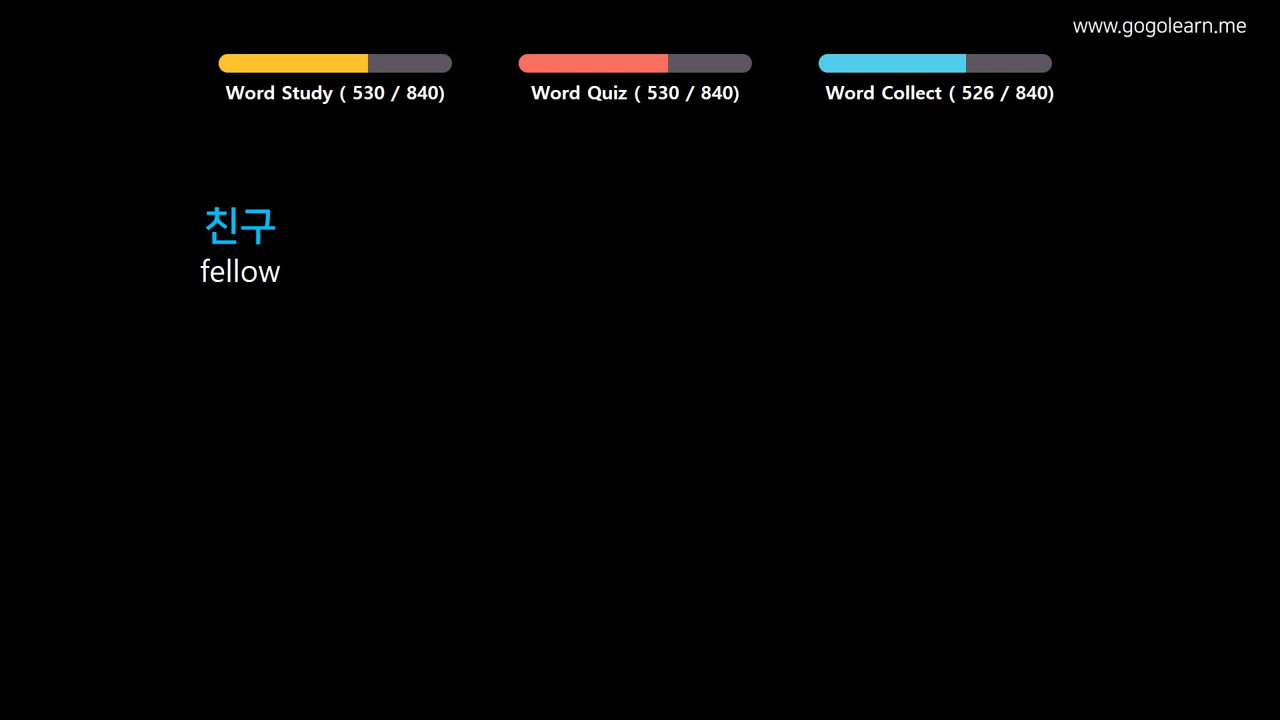 www.gogolearn.me
Word Study ( 530 / 840)
Word Quiz ( 530 / 840)
Word Collect ( 526 / 840)
친구
fellow